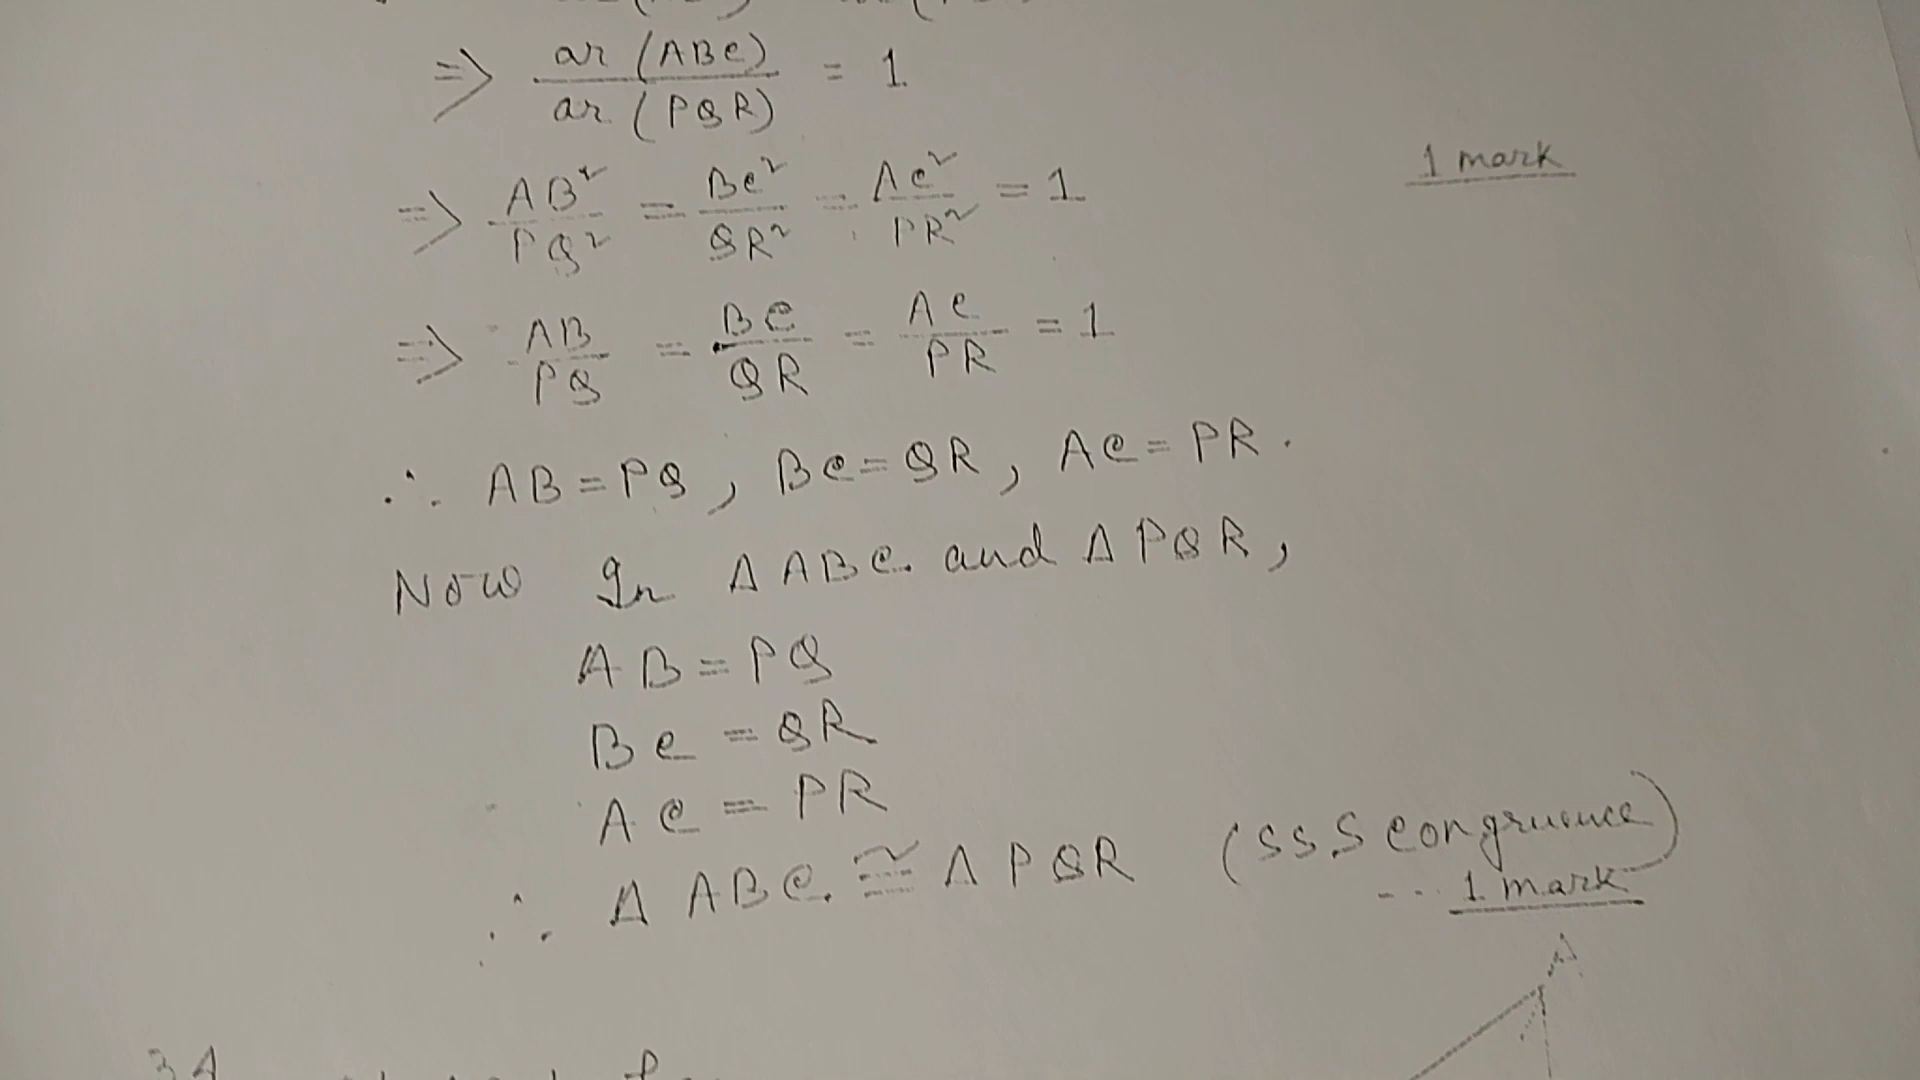 ⇒ ar (ABC) / ar (PQR) = 1
1 mark
⇒ AB² / PQ² = BC² / QR² = AC² / PR² = 1
⇒ AB / PQ = BC / QR = AC / PR = 1
∴ AB = PQ , BC = QR , AC = PR .
Now In Δ ABC and Δ PQR ,
AB = PQ
BC = QR
AC = PR
∴ Δ ABC ≅ Δ PQR (SSS congruence)
... 1 mark
A
34